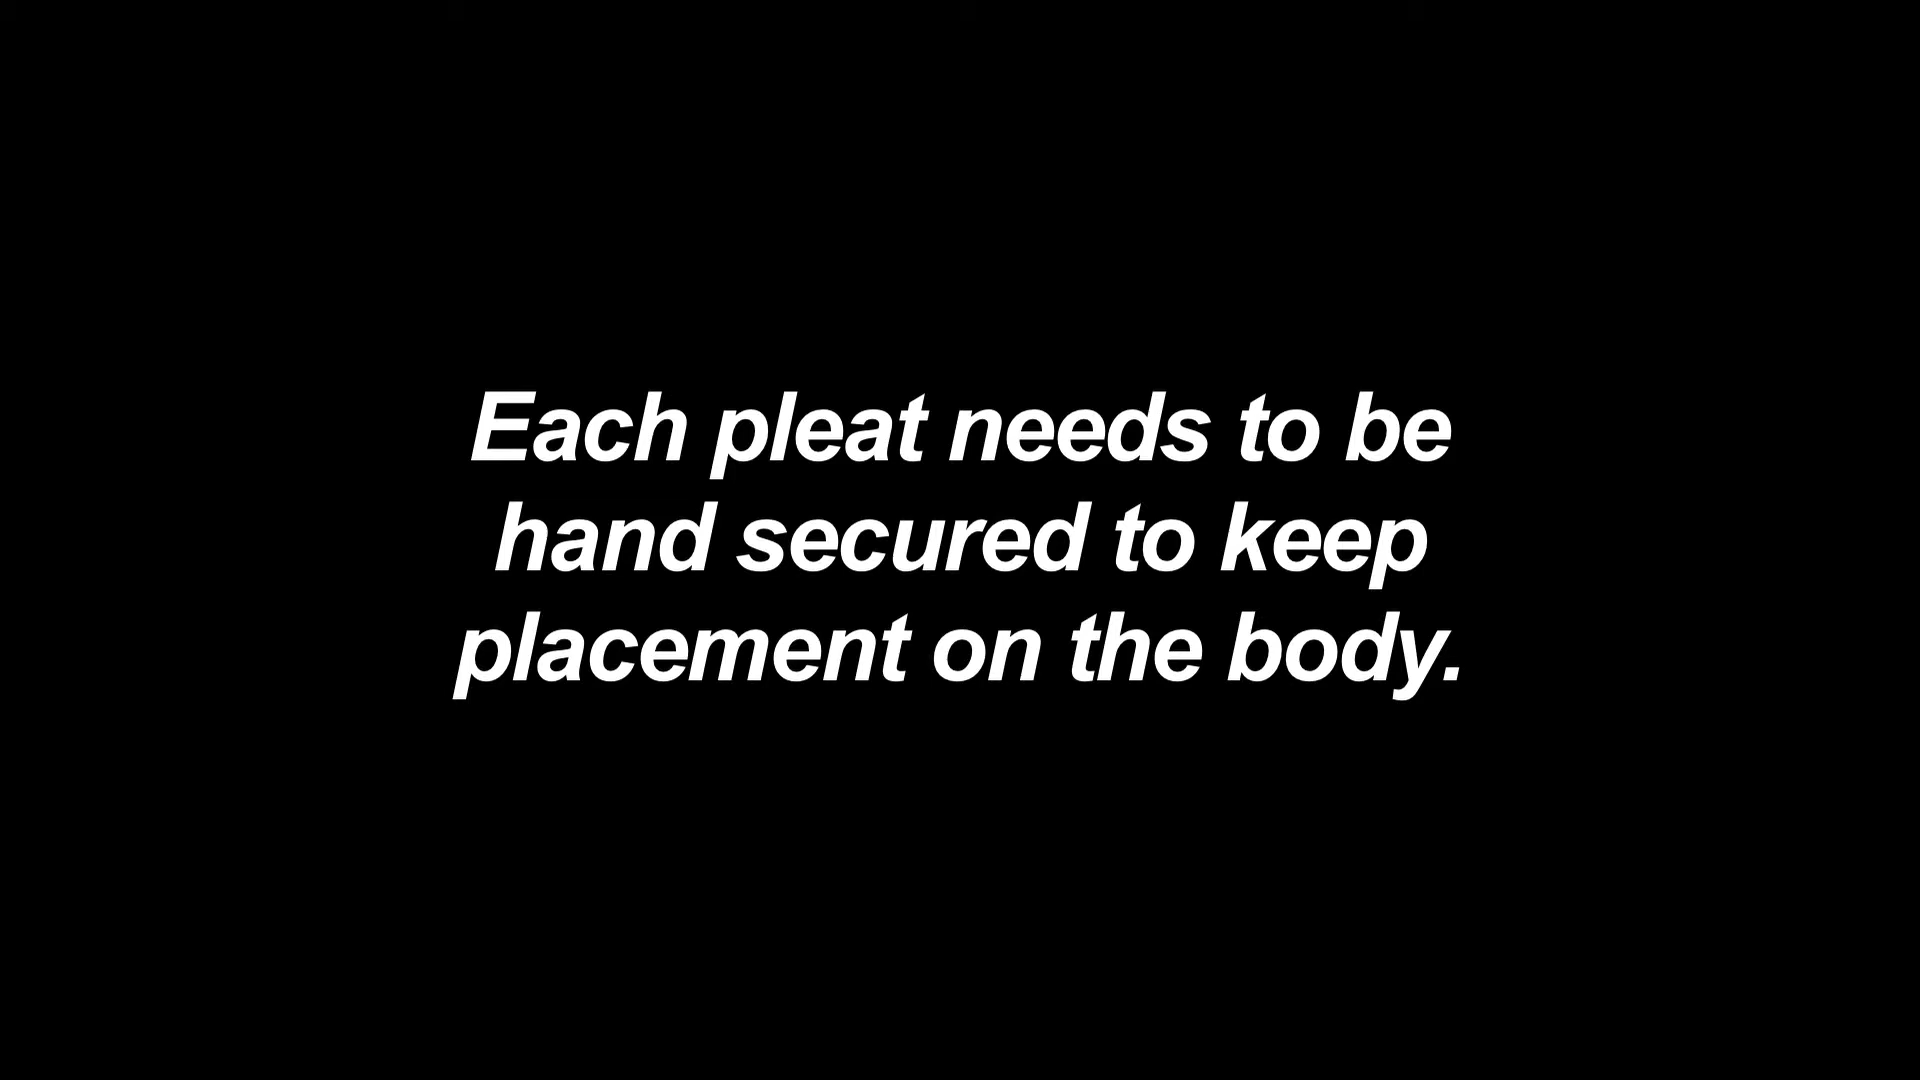 Each pleat needs to be
hand secured to keep
placement on the body.